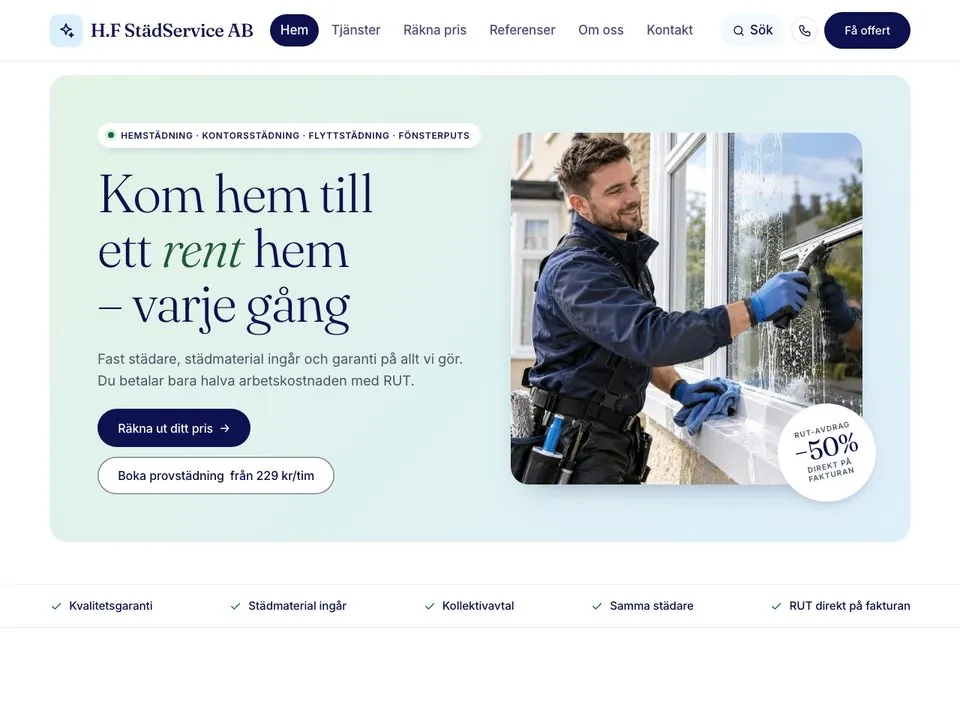 H.F StädService AB
Hem
Tjänster
Räkna pris
Referenser
Om oss
Kontakt
Sök
Få offert
HEMSTÄDNING · KONTORSSTÄDNING · FLYTTSTÄDNING · FÖNSTERPUTS
Kom hem till
ett rent hem
– varje gång
Fast städare, städmaterial ingår och garanti på allt vi gör.
Du betalar bara halva arbetskostnaden med RUT.
Räkna ut ditt pris →
Boka provstädning från 229 kr/tim
RUT-AVDRAG
–50%
DIREKT PÅ
FAKTURAN
Kvalitetsgaranti
Städmaterial ingår
Kollektivavtal
Samma städare
RUT direkt på fakturan